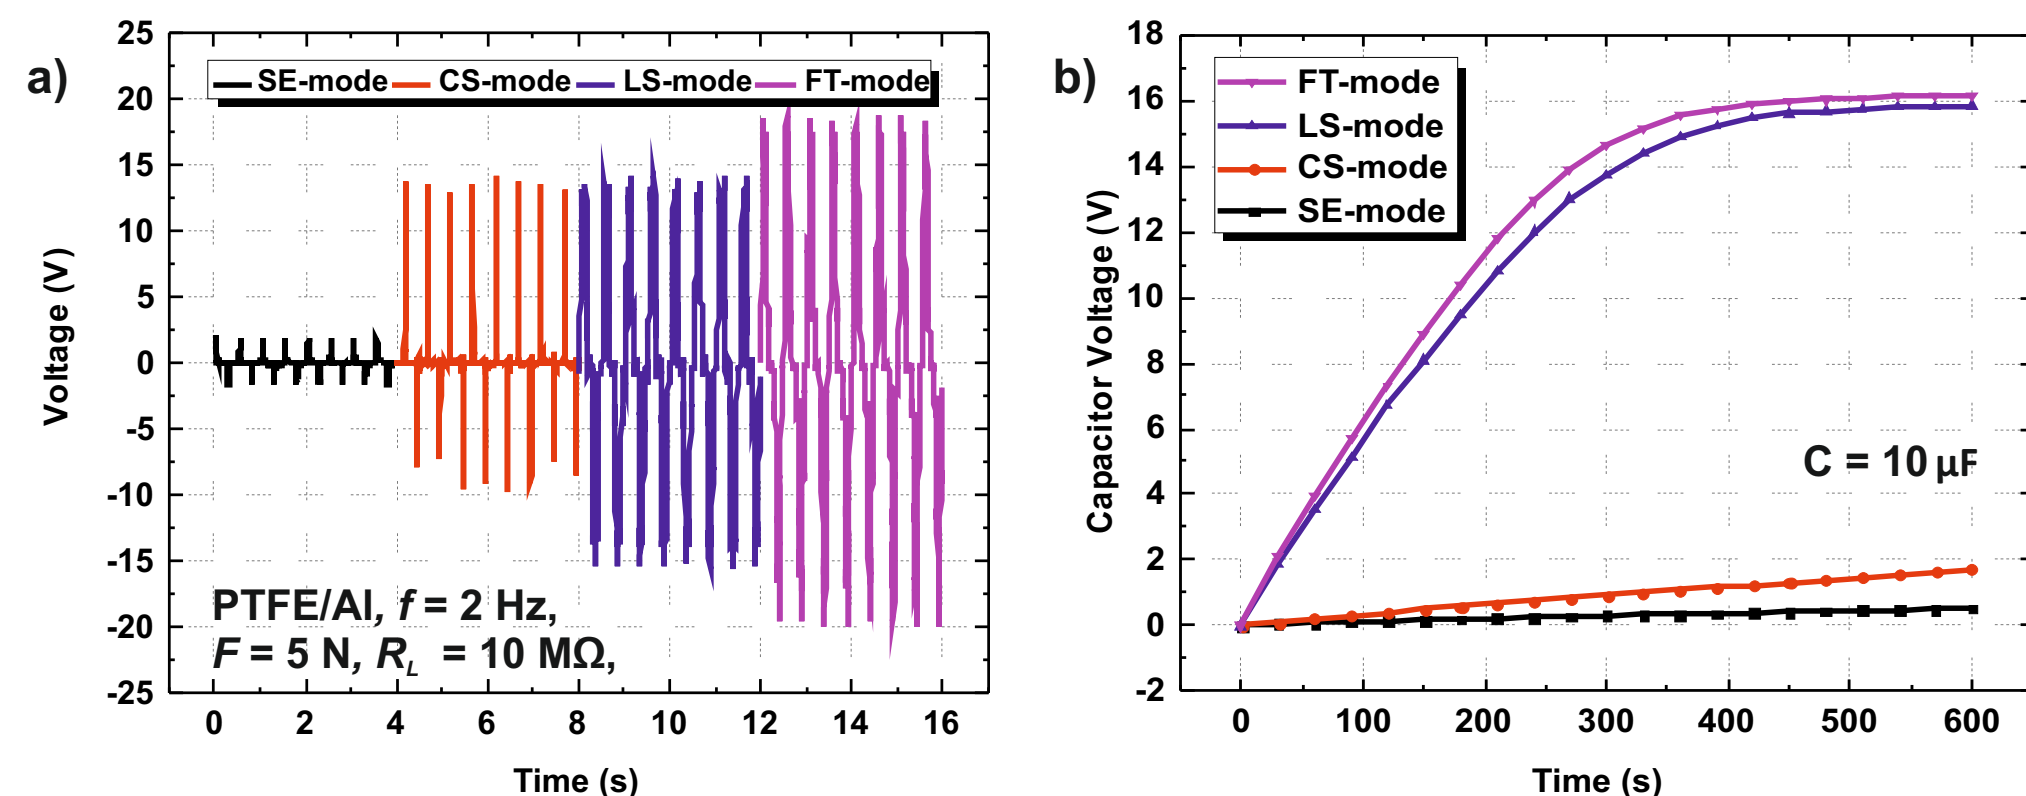 a)
SE-mode CS-mode LS-mode FT-mode
25
20
15
10
5
0
-5
-10
-15
-20
-25
Voltage (V)
PTFE/Al, f = 2 Hz,
F = 5 N, R_L = 10 MΩ,
0 2 4 6 8 10 12 14 16
Time (s)
b)
FT-mode
LS-mode
CS-mode
SE-mode
18
16
14
12
10
8
6
4
2
0
-2
Capacitor Voltage (V)
C = 10 μF
0 100 200 300 400 500 600
Time (s)